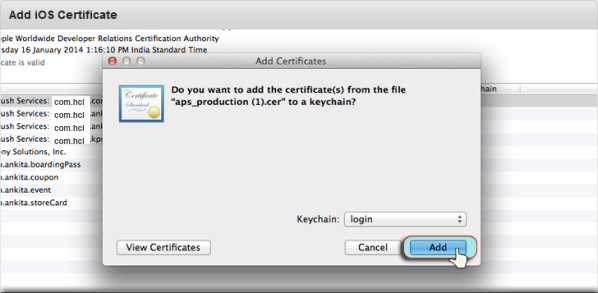 Add iOS Certificate
ple Worldwide Developer Relations Certification Authority
sday 16 January 2014 1:16:10 PM India Standard Time
cate is valid
Add Certificates
Certificate
Standard
Do you want to add the certificate(s) from the file
"aps_production (1).cer" to a keychain?
hain
ush Services: com.hcl .co
ush Services: com.hcl .an
ush Services: com.hcl .an
ush Services: com.hcl .kp
ny Solutions, Inc.
.ankita.boardingPass
.ankita.coupon
.ankita.event
.ankita.storeCard
Keychain: login
View Certificates
Cancel
Add